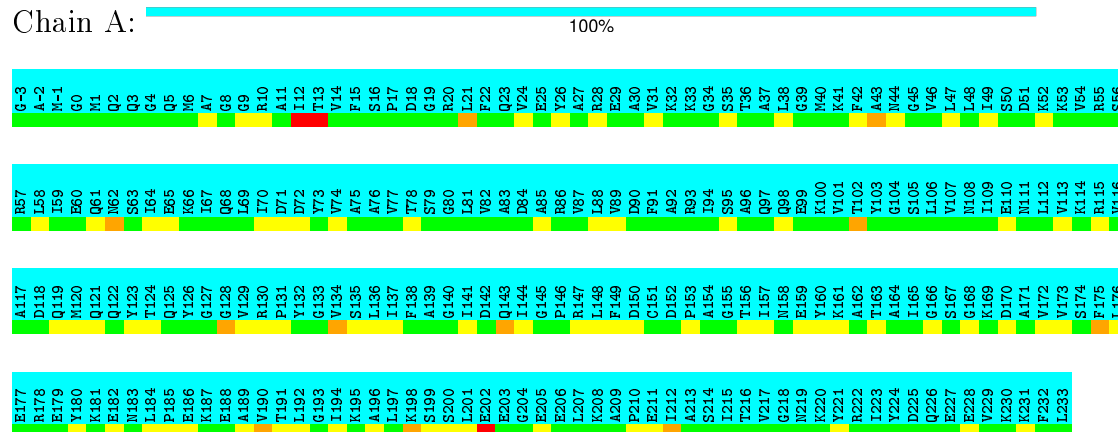 Chain A:
100%
G-3 A-2 M-1 G0 M1 Q2 Q3 G4 Q5 M6 A7 G8 G9 R10 A11 I12 T13 V14 F15 S16 P17 D18 G19 R20 L21 F22 Q23 V24 E25 Y26 A27 R28 E29 A30 V31 K32 K33 G34 S35 T36 A37 L38 G39 M40 K41 F42 A43 N44 G45 V46 L47 L48 I49 S50 D51 K52 K53 V54 R55 S56
R57 L58 I59 E60 Q61 N62 S63 I64 E65 K66 I67 Q68 L69 I70 D71 D72 Y73 V74 A75 A76 V77 T78 S79 G80 L81 V82 A83 D84 A85 R86 V87 L88 V89 D90 F91 A92 R93 I94 S95 A96 Q97 Q98 E99 K100 V101 T102 Y103 G104 S105 L106 V107 N108 I109 E110 N111 L112 V113 K114 R115 V116
A117 D118 Q119 M120 Q121 Q122 Y123 T124 Q125 Y126 G127 G128 V129 R130 P131 Y132 G133 V134 S135 L136 I137 F138 A139 G140 I141 D142 Q143 I144 G145 P146 R147 L148 F149 D150 C151 D152 P153 A154 G155 T156 I157 N158 E159 Y160 K161 A162 T163 A164 I165 G166 S167 G168 K169 D170 A171 V172 V173 S174 F175 L176
E177 R178 E179 Y180 K181 E182 N183 L184 P185 E186 K187 E188 A189 V190 T191 L192 G193 I194 K195 A196 L197 K198 S199 S200 L201 E202 E203 G204 E205 E206 L207 K208 A209 P210 E211 I212 A213 S214 I215 T216 V217 G218 N219 K220 Y221 R222 I223 Y224 D225 Q226 E227 E228 V229 K230 K231 F232 L233